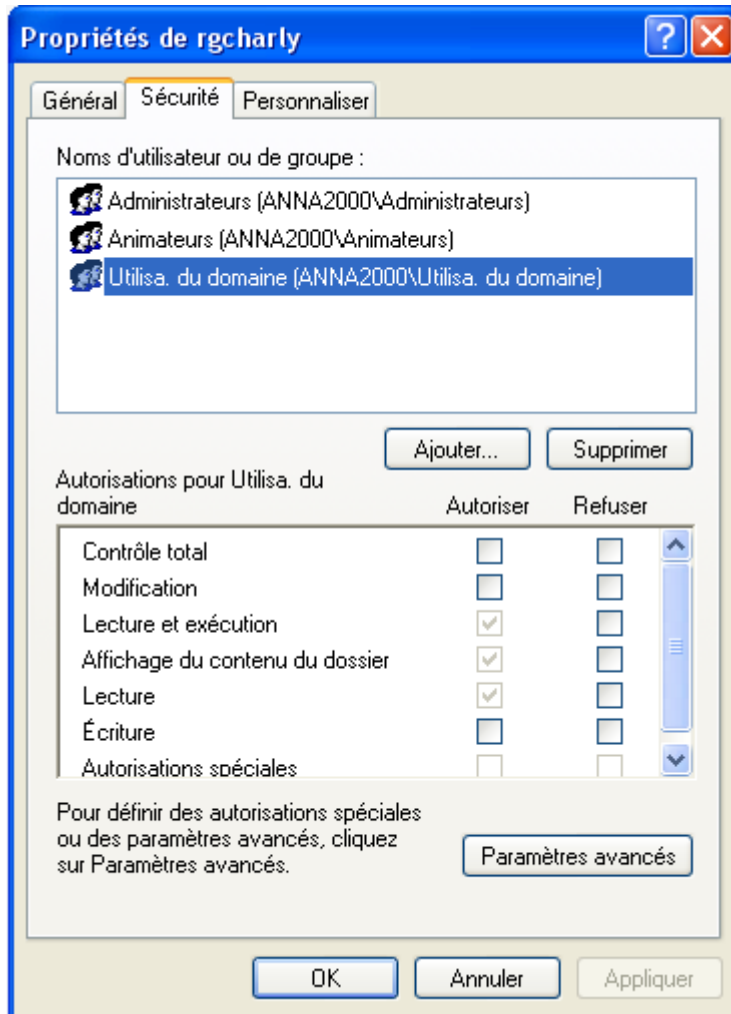 Propriétés de rgcharly
Général Sécurité Personnaliser
Noms d'utilisateur ou de groupe :
Administrateurs (ANNA2000\Administrateurs)
Animateurs (ANNA2000\Animateurs)
Utilisa. du domaine (ANNA2000\Utilisa. du domaine)
Ajouter... Supprimer
Autorisations pour Utilisa. du
domaine Autoriser Refuser
Contrôle total
Modification
Lecture et exécution
Affichage du contenu du dossier
Lecture
Écriture
Autorisations spéciales
Pour définir des autorisations spéciales
ou des paramètres avancés, cliquez
sur Paramètres avancés.
Paramètres avancés
OK Annuler Appliquer